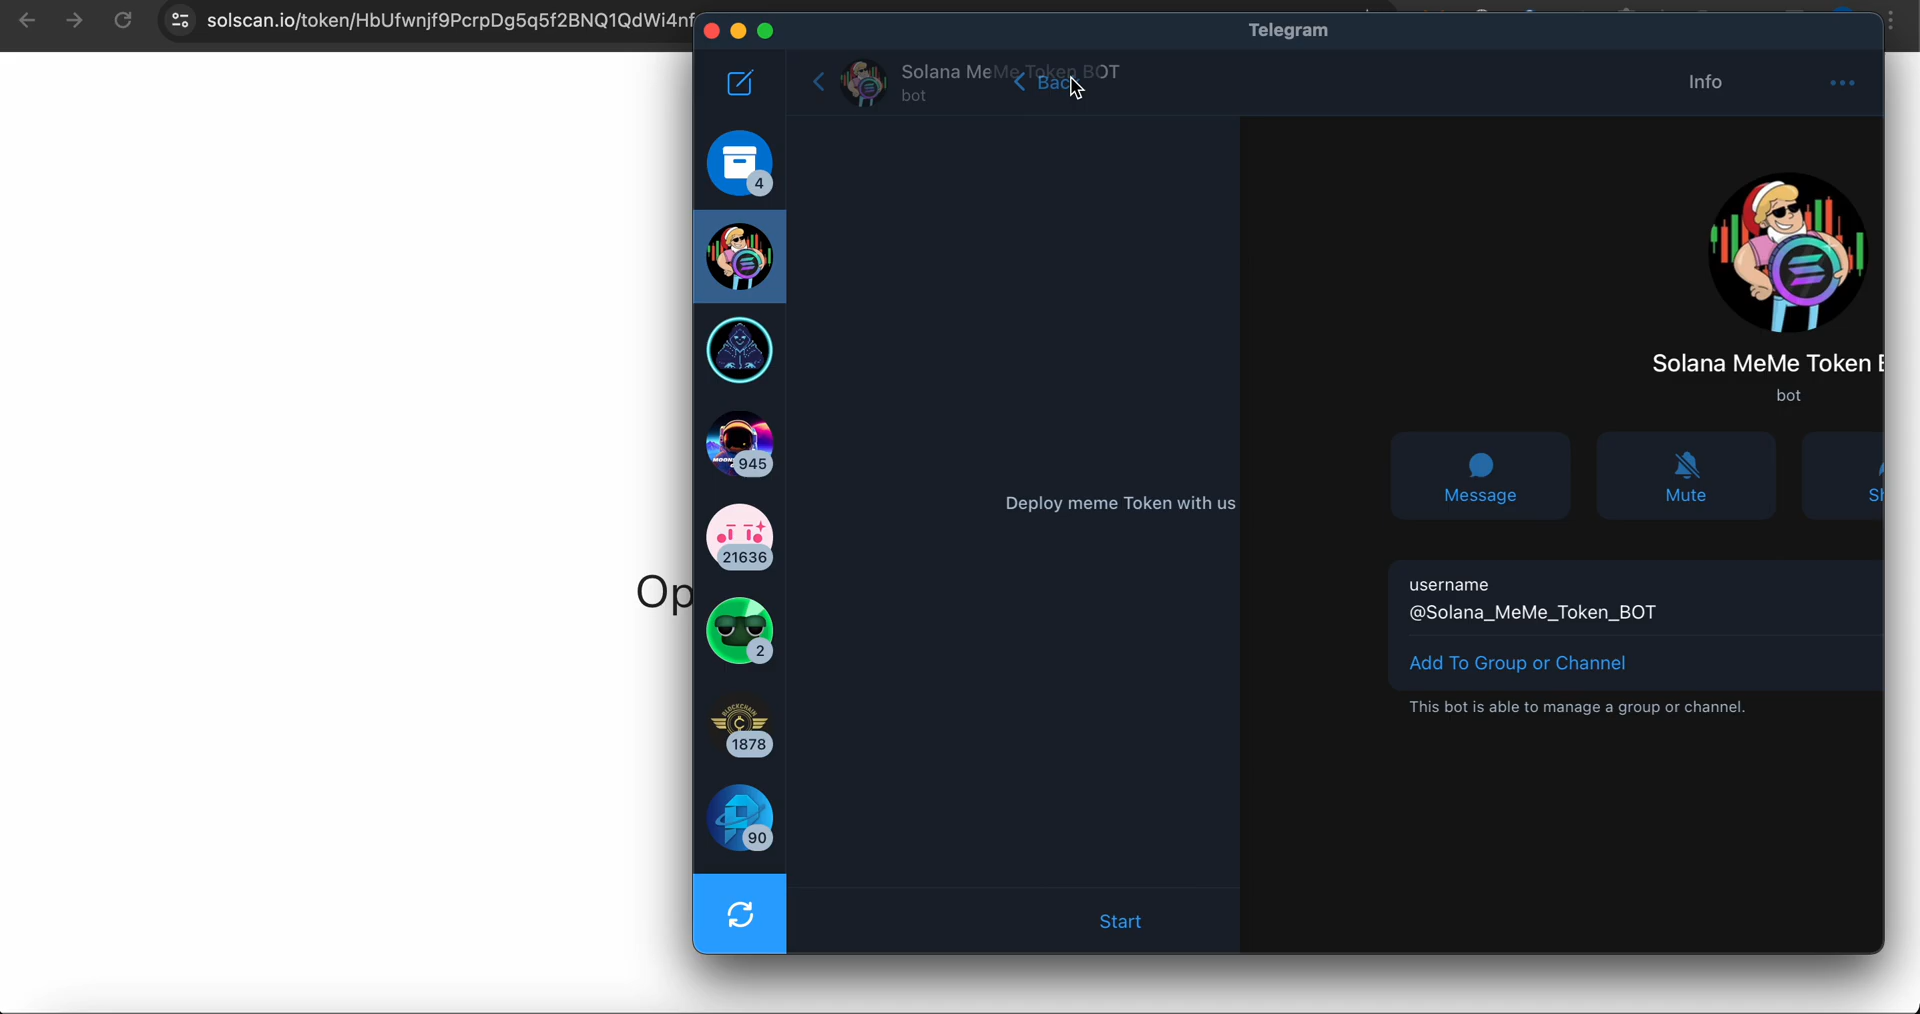 solscan.io/token/HbUfwnjf9PcrpDg5q5f2BNQ1QdWi4nf
Telegram
Solana MeMe Token BOT
bot
Back
Info
4
945
21636
2
BLOCKCHAIN
1878
90
Op
Deploy meme Token with us
Start
Solana MeMe Token
bot
Message
Mute
Sh
username
@Solana_MeMe_Token_BOT
Add To Group or Channel
This bot is able to manage a group or channel.